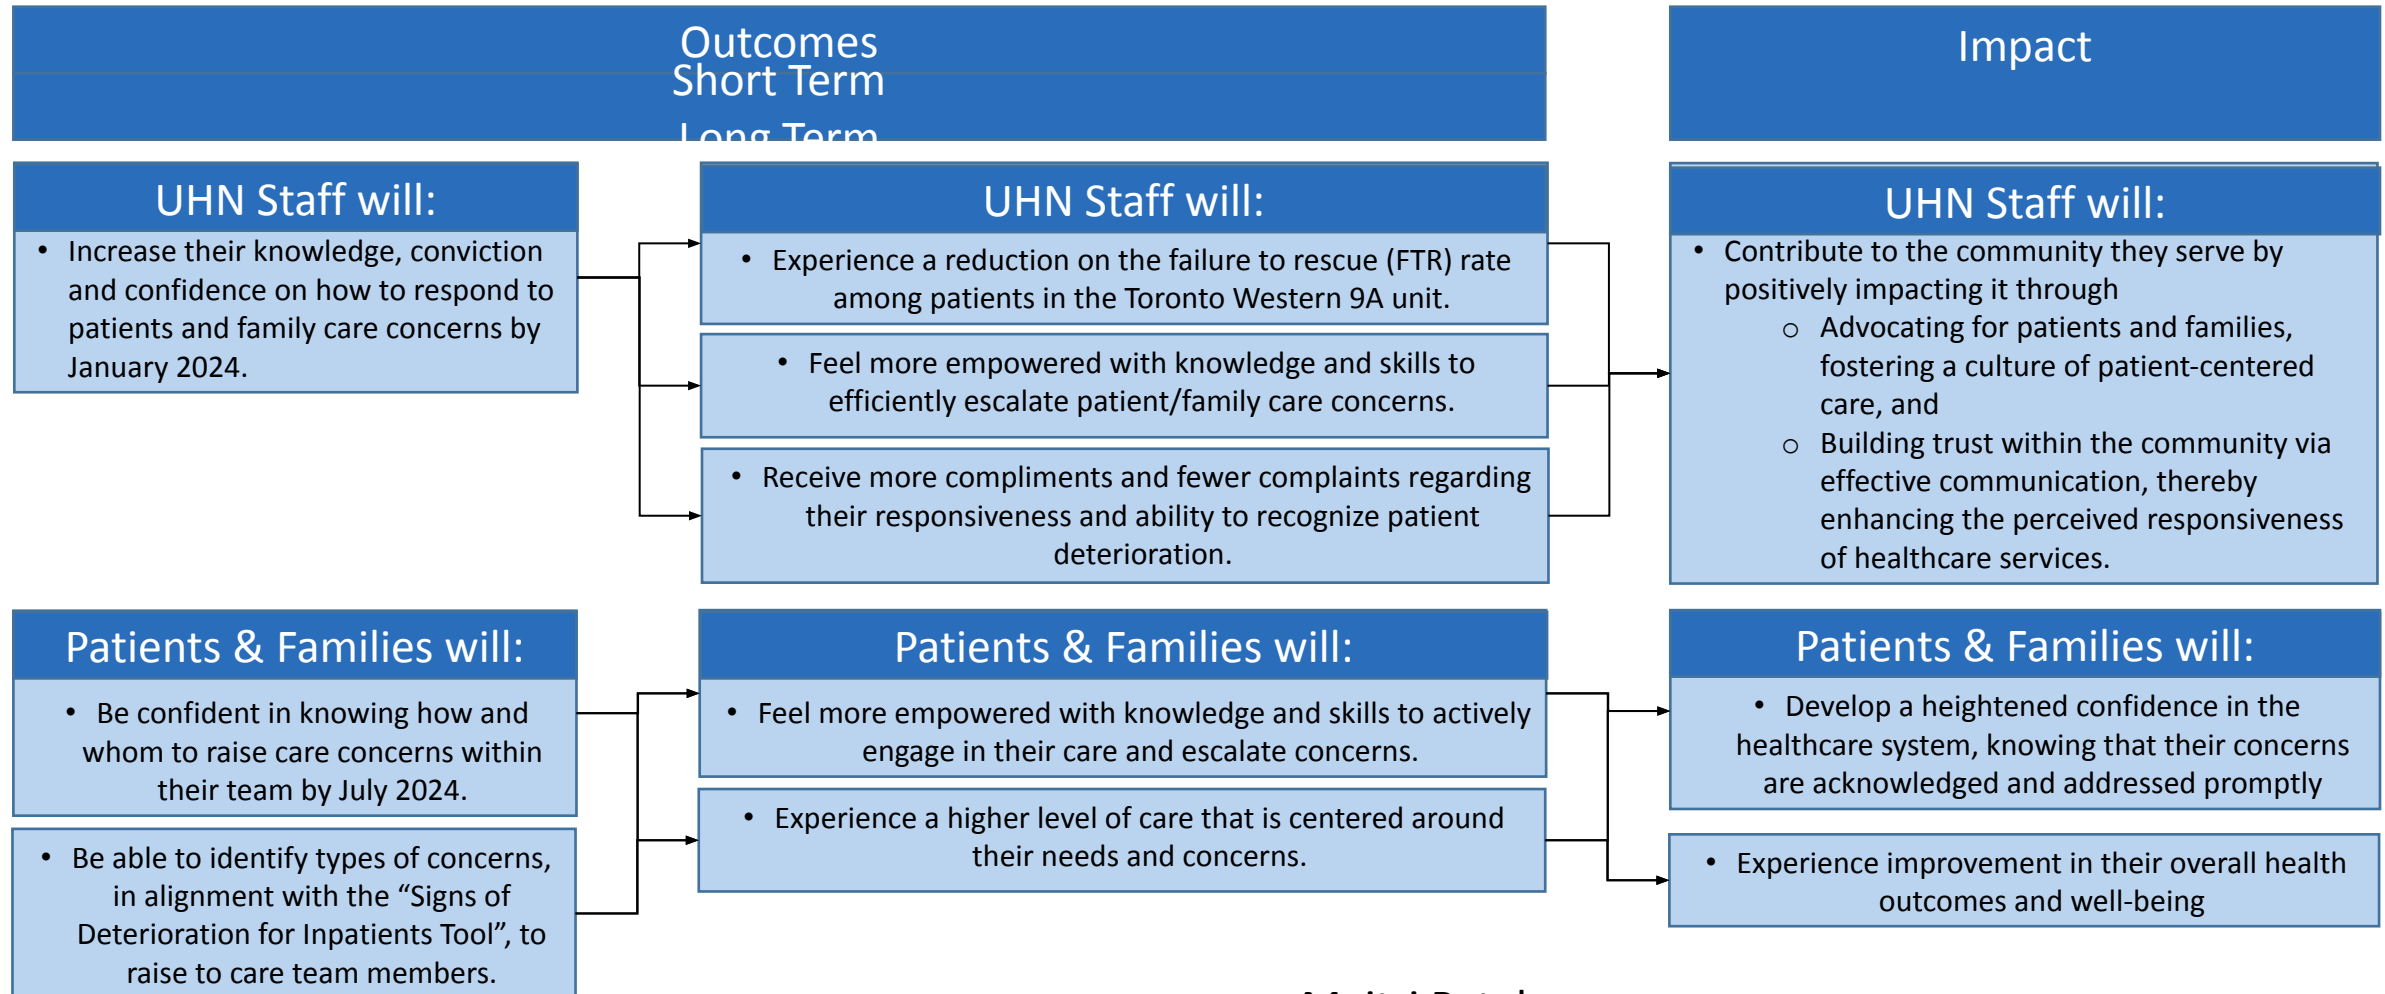 Outcomes
Short Term
Long Term
Impact
UHN Staff will:
• Increase their knowledge, conviction
and confidence on how to respond to
patients and family care concerns by
January 2024.
UHN Staff will:
• Experience a reduction on the failure to rescue (FTR) rate
among patients in the Toronto Western 9A unit.
• Feel more empowered with knowledge and skills to
efficiently escalate patient/family care concerns.
• Receive more compliments and fewer complaints regarding
their responsiveness and ability to recognize patient
deterioration.
UHN Staff will:
• Contribute to the community they serve by
positively impacting it through
o Advocating for patients and families,
fostering a culture of patient-centered
care, and
o Building trust within the community via
effective communication, thereby
enhancing the perceived responsiveness
of healthcare services.
Patients & Families will:
• Be confident in knowing how and
whom to raise care concerns within
their team by July 2024.
• Be able to identify types of concerns,
in alignment with the “Signs of
Deterioration for Inpatients Tool”, to
raise to care team members.
Patients & Families will:
• Feel more empowered with knowledge and skills to actively
engage in their care and escalate concerns.
• Experience a higher level of care that is centered around
their needs and concerns.
Patients & Families will:
• Develop a heightened confidence in the
healthcare system, knowing that their concerns
are acknowledged and addressed promptly
• Experience improvement in their overall health
outcomes and well-being